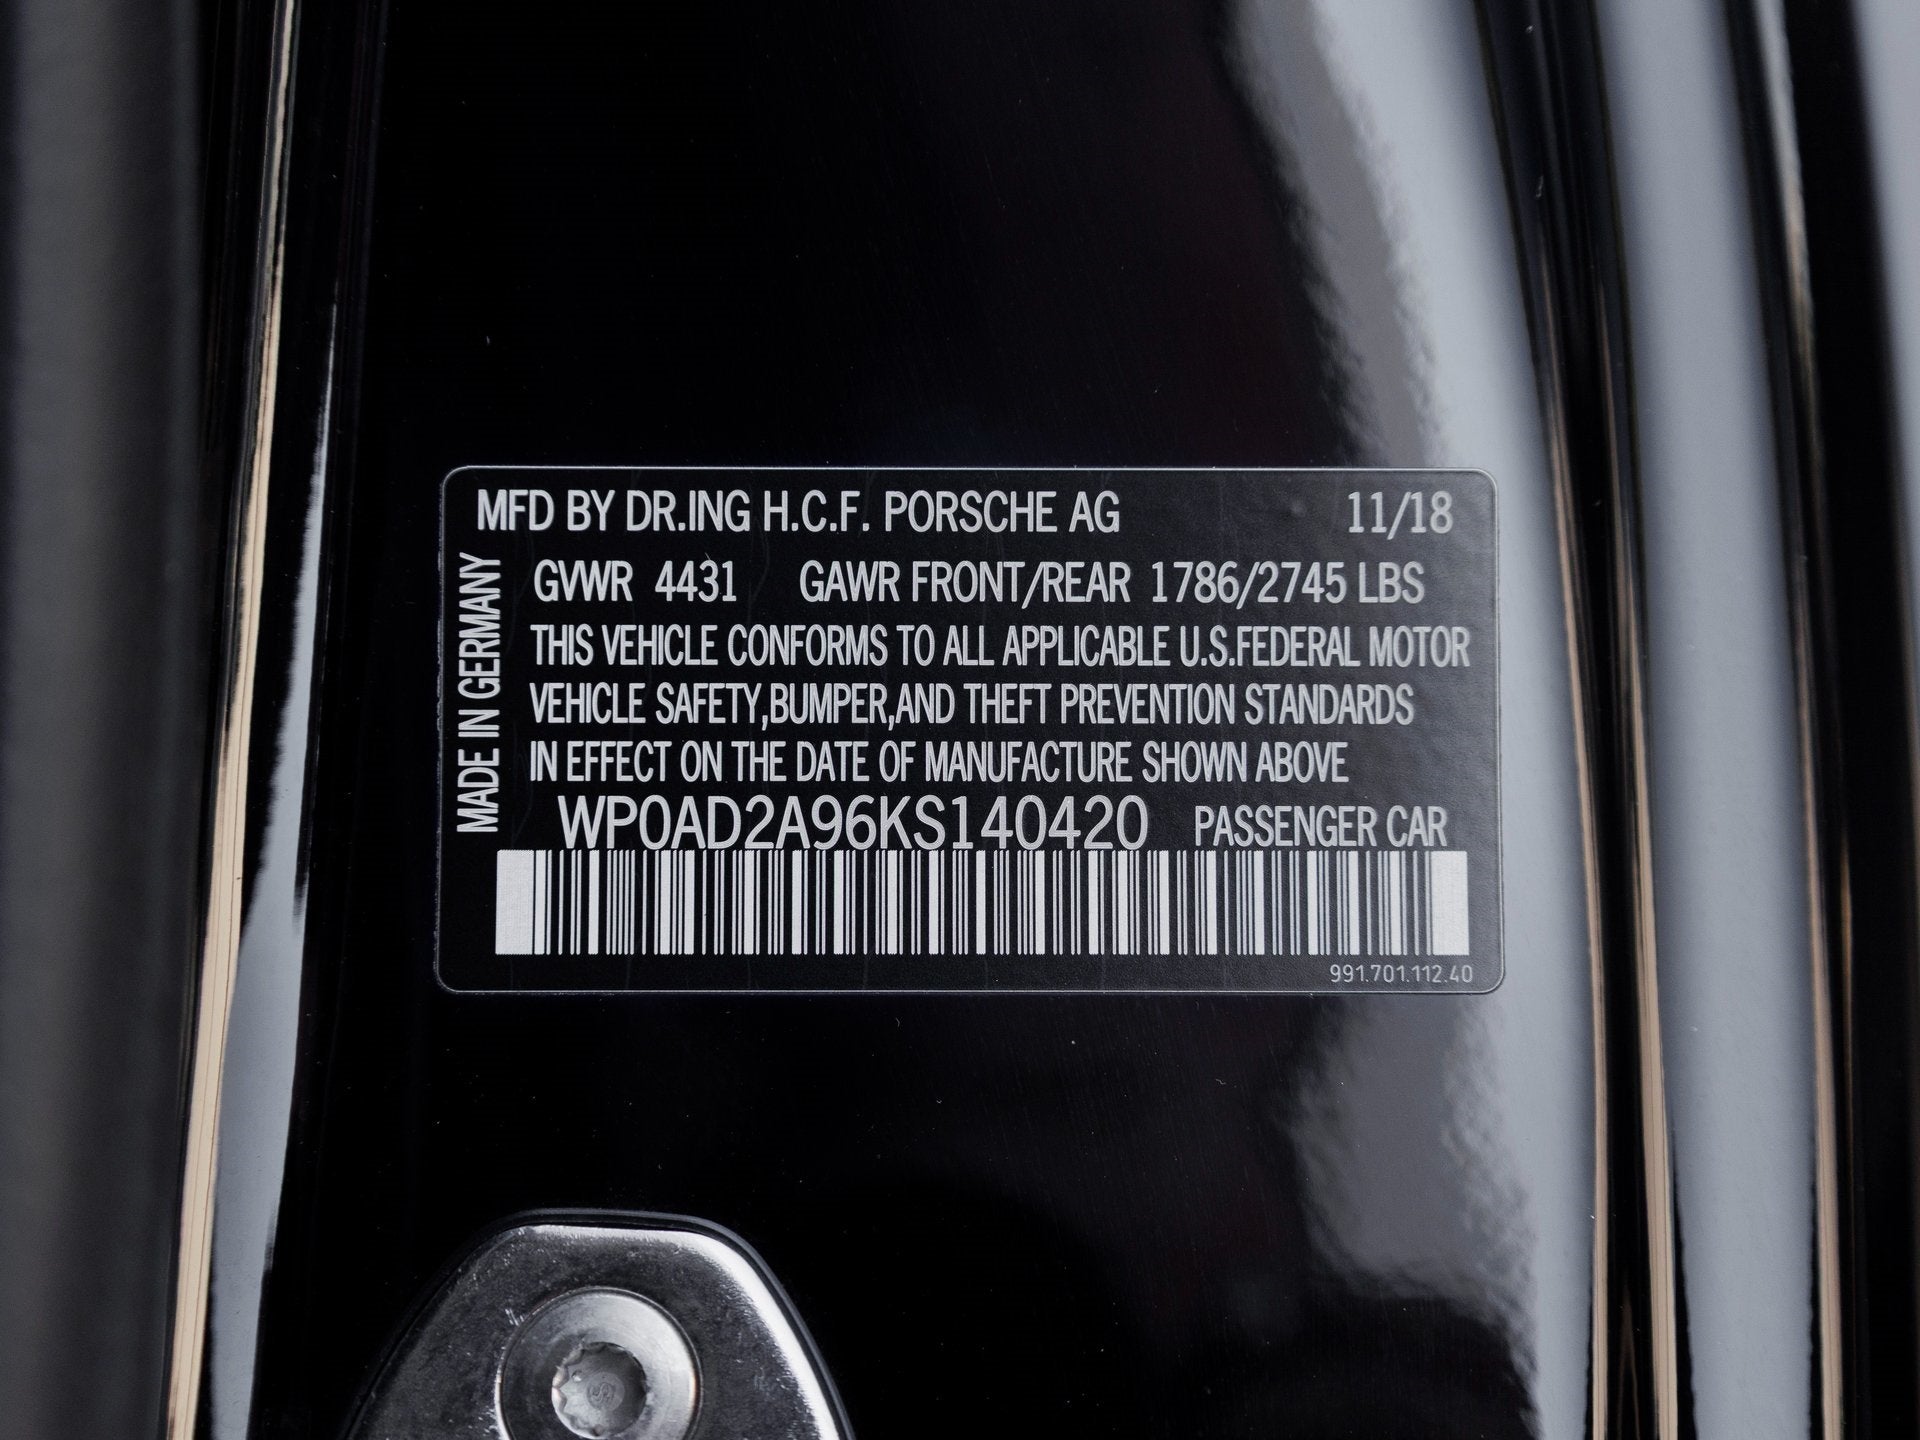 MFD BY DR.ING H.C.F. PORSCHE AG 11/18
GVWR 4431 GAWR FRONT/REAR 1786/2745 LBS
THIS VEHICLE CONFORMS TO ALL APPLICABLE U.S.FEDERAL MOTOR
VEHICLE SAFETY,BUMPER,AND THEFT PREVENTION STANDARDS
IN EFFECT ON THE DATE OF MANUFACTURE SHOWN ABOVE
WP0AD2A96KS140420 PASSENGER CAR
MADE IN GERMANY
991.701.112.40